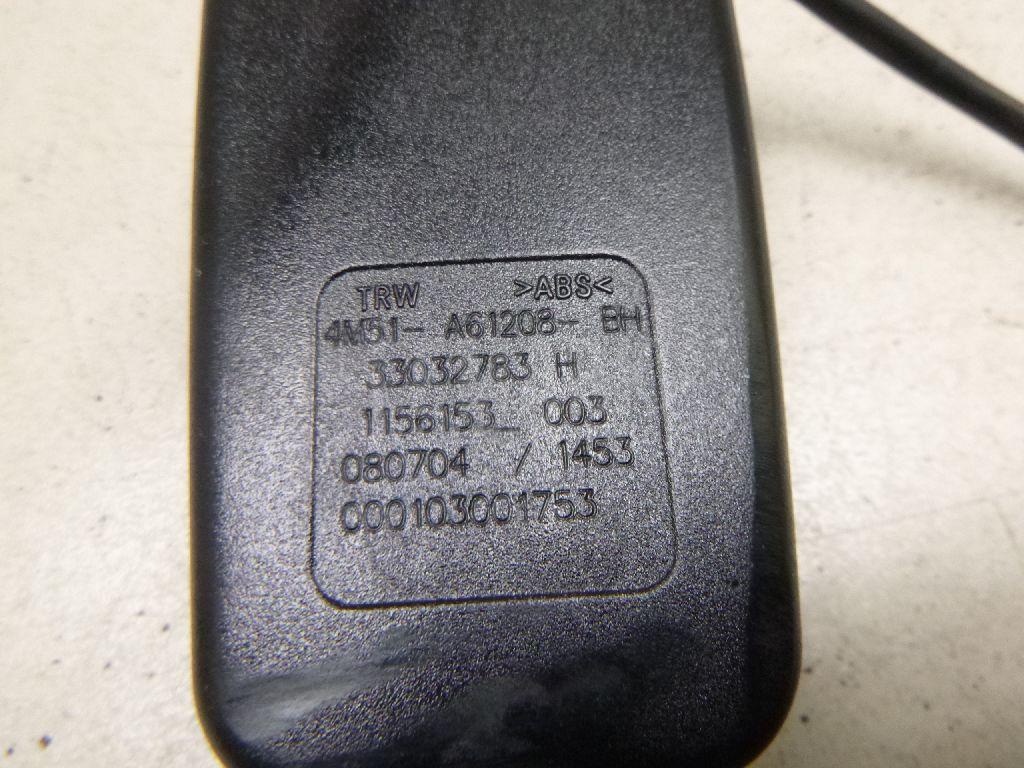 TRW >ABS<
4M51- A61208- BH
33032783 H
1156153_ 003
080704 / 1453
000103001753